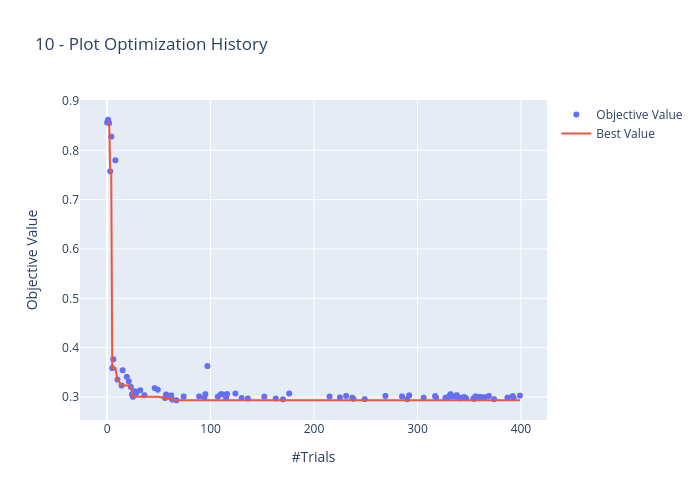 10 - Plot Optimization History
0.9
0.8
0.7
0.6
0.5
0.4
0.3
Objective Value
0
100
200
300
400
#Trials
Objective Value
Best Value